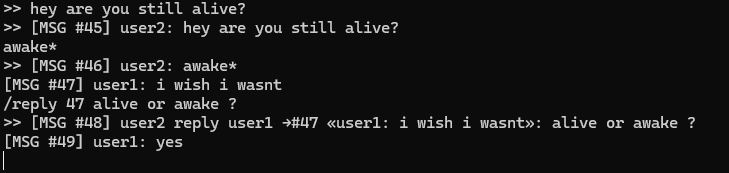 >> hey are you still alive?
>> [MSG #45] user2: hey are you still alive?
awake*
>> [MSG #46] user2: awake*
[MSG #47] user1: i wish i wasnt
/reply 47 alive or awake ?
>> [MSG #48] user2 reply user1 →#47 «user1: i wish i wasnt»: alive or awake ?
[MSG #49] user1: yes